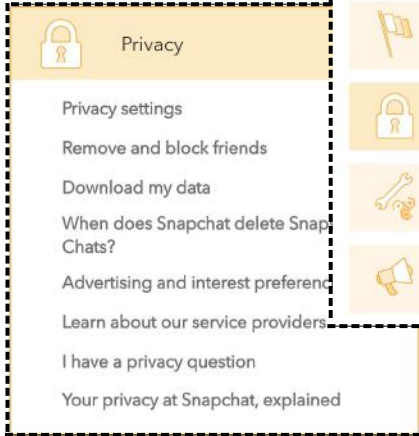 Privacy
Privacy settings
Remove and block friends
Download my data
When does Snapchat delete Snap
Chats?
Advertising and interest
Learn about our service providers
I have a privacy question
Your privacy at Snapchat, explained